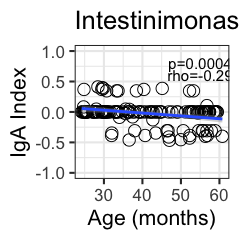 Intestinimonas
p=0.0004
rho=-0.29
IgA Index
1.0
0.5
0.0
-0.5
-1.0
30 40 50 60
Age (months)